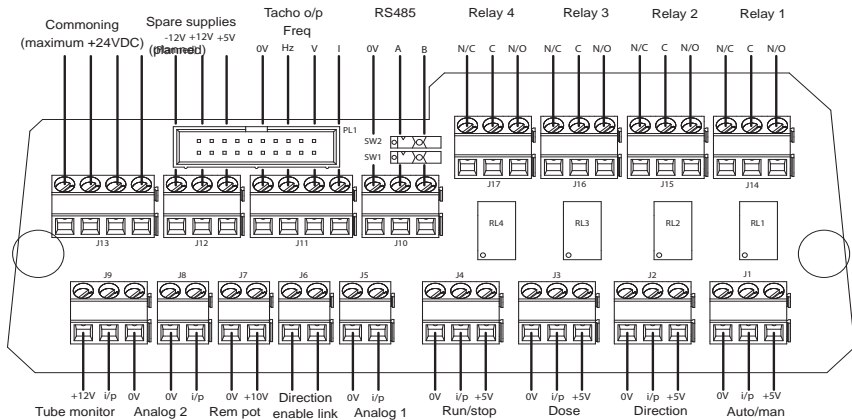 Commoning
(maximum +24VDC)
Spare supplies
(planned)
-12V +12V +5V
Tacho o/p
Freq
0V Hz V I
RS485
0V A B
Relay 4
N/C C N/O
Relay 3
N/C C N/O
Relay 2
N/C C N/O
Relay 1
N/C C N/O
PL1
SW2
SW1
J17 J16 J15 J14
J13 J12 J11 J10
RL4 RL3 RL2 RL1
J9 J8 J7 J6 J5 J4 J3 J2 J1
+12V i/p 0V
0V i/p
0V +10V
0V i/p
0V i/p +5V
0V i/p +5V
0V i/p +5V
0V i/p +5V
Tube monitor
Analog 2
Rem pot
Direction
enable link
Analog 1
Run/stop
Dose
Direction
Auto/man